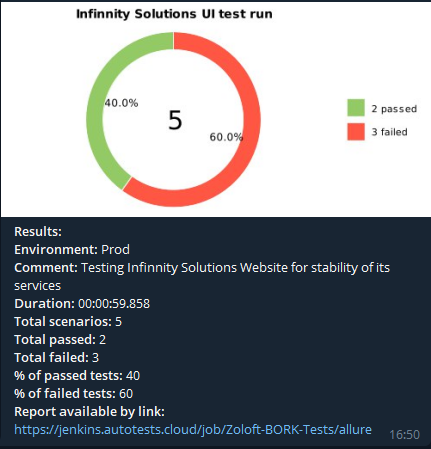 Infinnity Solutions UI test run
40.0%
5
60.0%
2 passed
3 failed
Results:
Environment: Prod
Comment: Testing Infinnity Solutions Website for stability of its
services
Duration: 00:00:59.858
Total scenarios: 5
Total passed: 2
Total failed: 3
% of passed tests: 40
% of failed tests: 60
Report available by link:
https://jenkins.autotests.cloud/job/Zoloft-BORK-Tests/allure
16:50